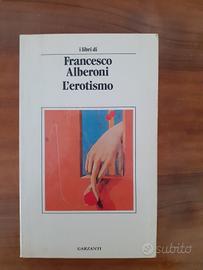 i libri di
Francesco
Alberoni
L'erotismo
GARZANTI
subito